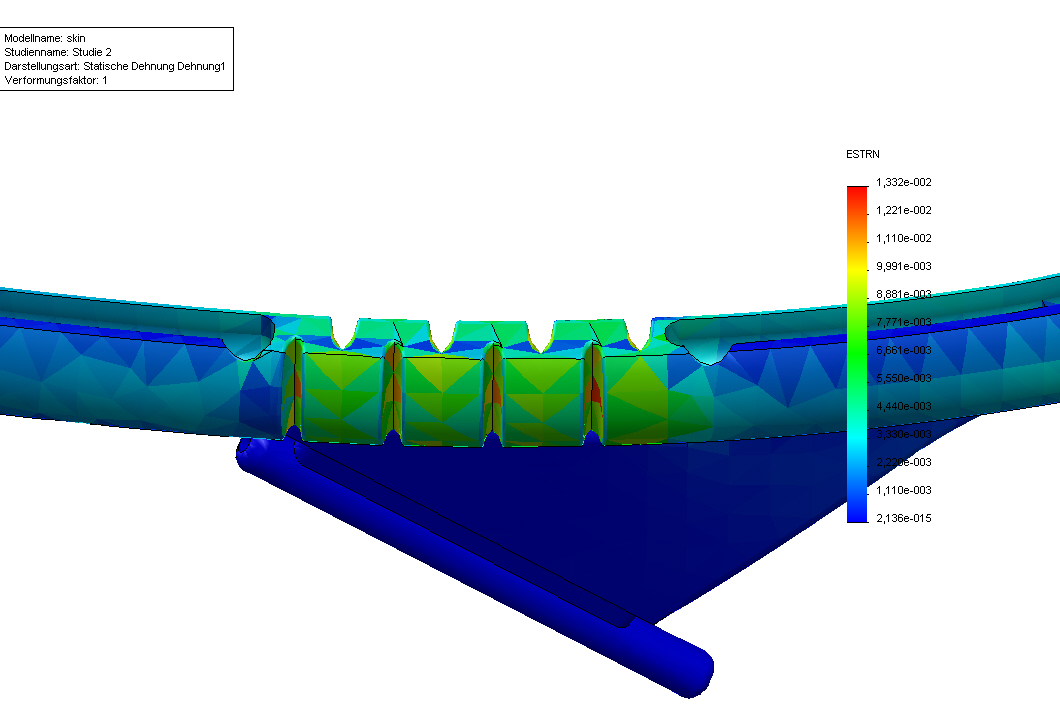 Modellname: skin
Studienname: Studie 2
Darstellungsart: Statische Dehnung Dehnung1
Verformungsfaktor: 1
ESTRN
1,332e-002
1,221e-002
1,110e-002
9,991e-003
8,881e-003
7,771e-003
6,661e-003
5,550e-003
4,440e-003
3,330e-003
2,220e-003
1,110e-003
2,136e-015